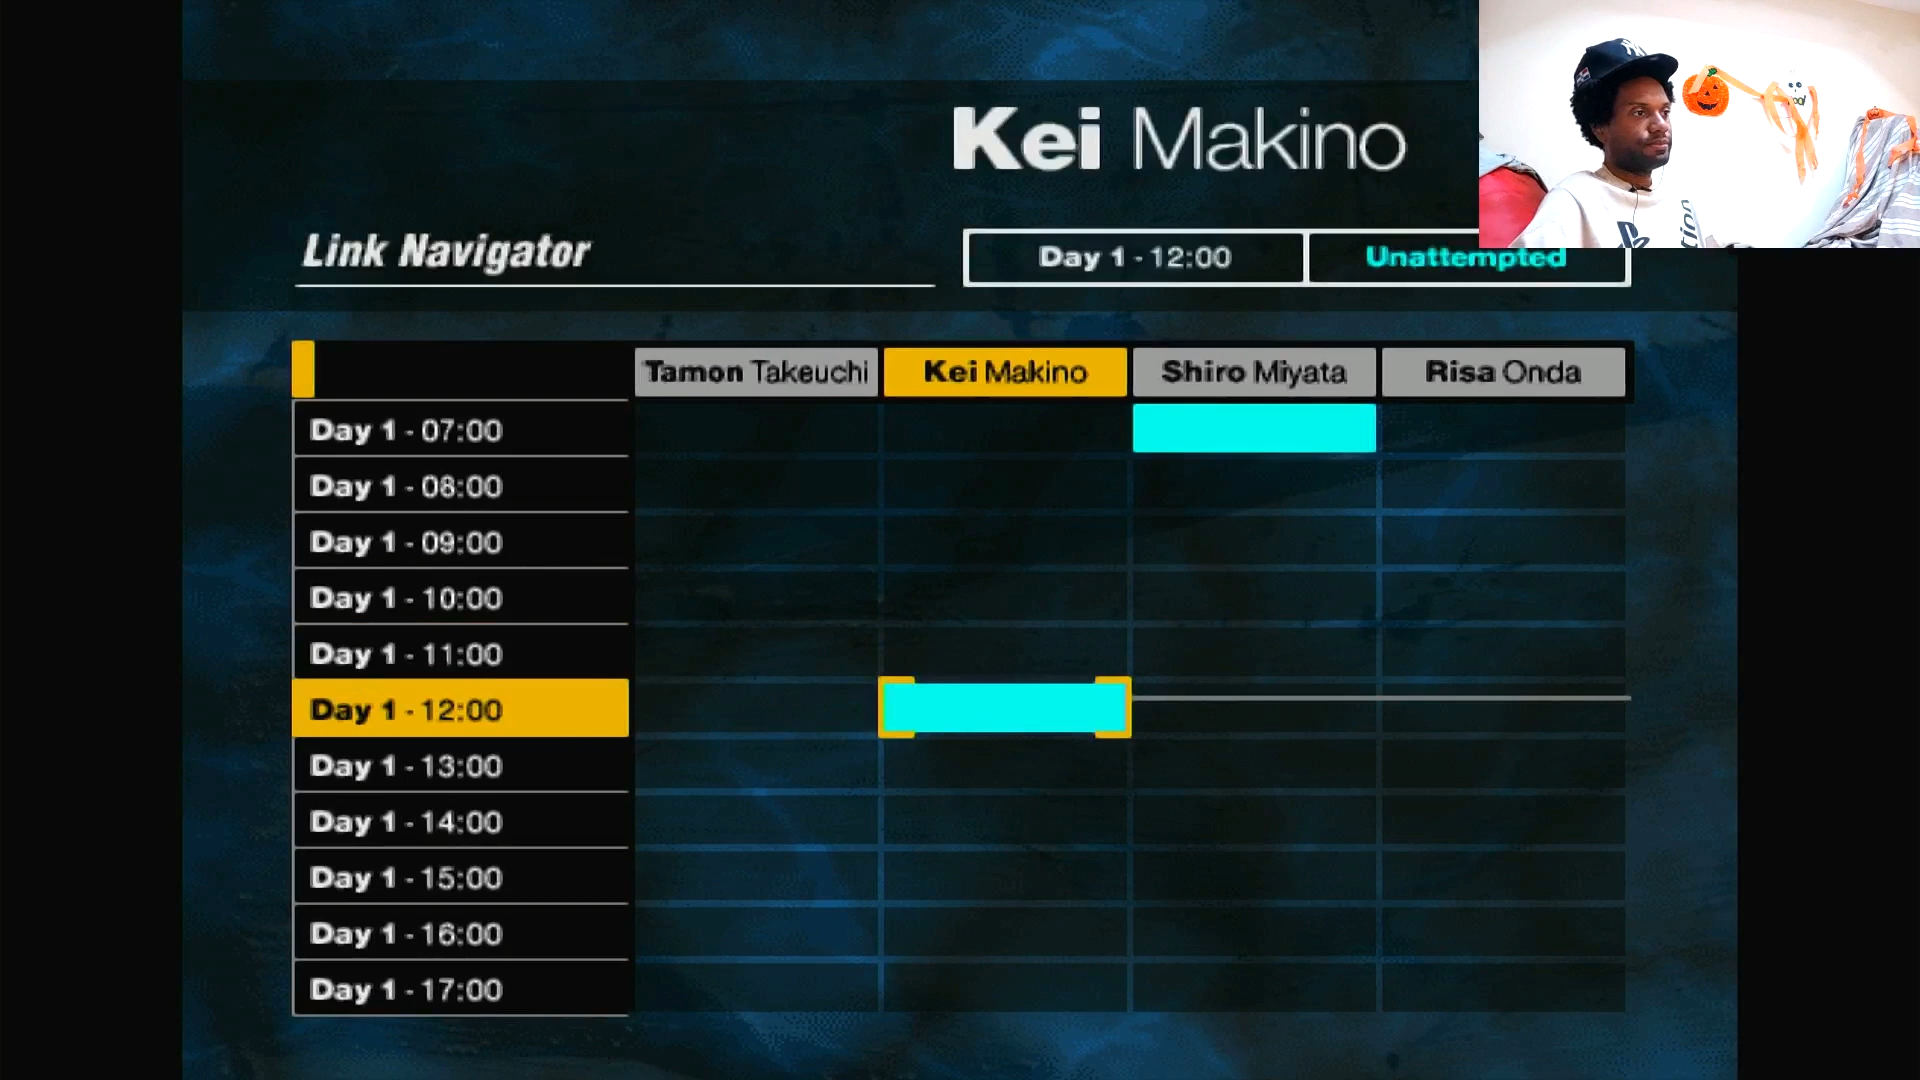 Kei Makino
Link Navigator
Day 1 - 12:00
Unattempted
Tamon Takeuchi
Kei Makino
Shiro Miyata
Risa Onda
Day 1 - 07:00
Day 1 - 08:00
Day 1 - 09:00
Day 1 - 10:00
Day 1 - 11:00
Day 1 - 12:00
Day 1 - 13:00
Day 1 - 14:00
Day 1 - 15:00
Day 1 - 16:00
Day 1 - 17:00